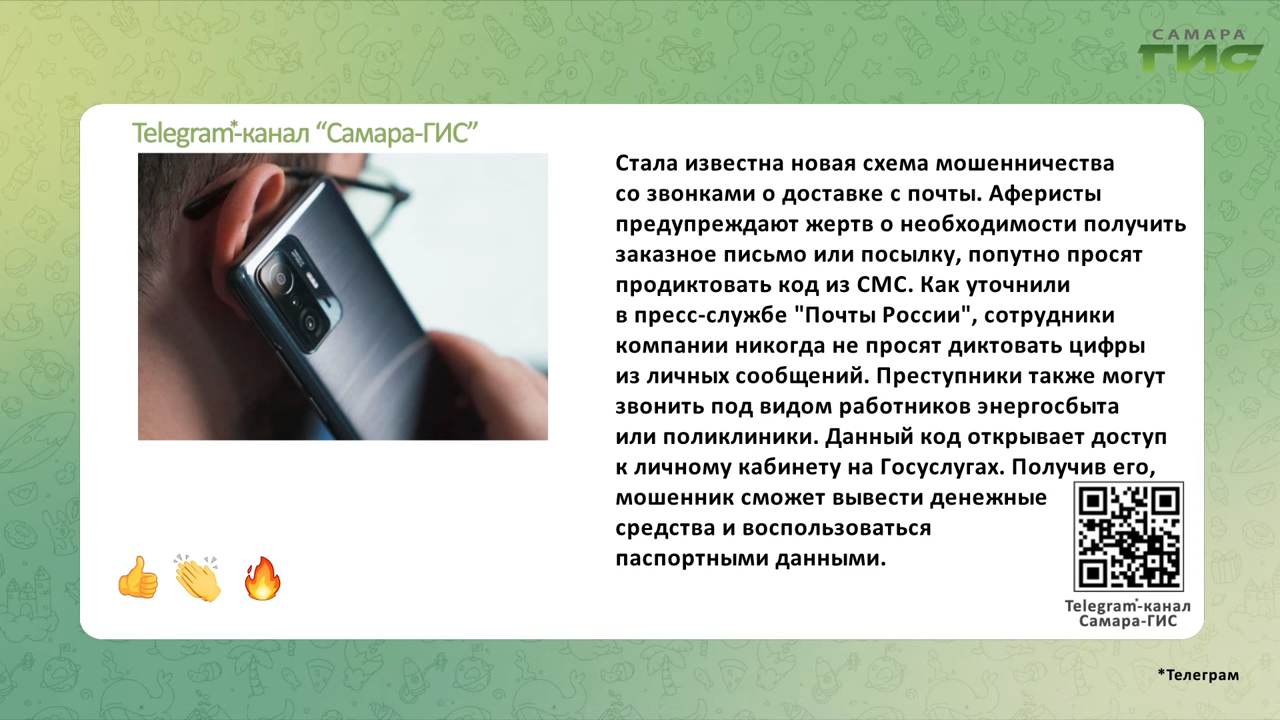 САМАРА
ГИС
Telegram*-канал “Самара-ГИС”
Стала известна новая схема мошенничества
со звонками о доставке с почты. Аферисты
предупреждают жертв о необходимости получить
заказное письмо или посылку, попутно просят
продиктовать код из СМС. Как уточнили
в пресс-службе "Почты России", сотрудники
компании никогда не просят диктовать цифры
из личных сообщений. Преступники также могут
звонить под видом работников энергосбыта
или поликлиники. Данный код открывает доступ
к личному кабинету на Госуслугах. Получив его,
мошенник сможет вывести денежные
средства и воспользоваться
паспортными данными.
Telegram*-канал
Самара-ГИС
*Телеграм